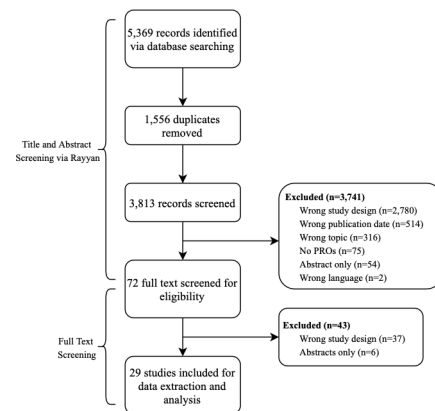 5,369 records identified
via database searching
1,556 duplicates
removed
Title and Abstract
Screening via Rayyan
3,813 records screened
Excluded (n=3,741)
Wrong study design (n=2,780)
Wrong publication date (n=514)
Wrong topic (n=316)
No PROs (n=75)
Abstract only (n=54)
Wrong language (n=2)
72 full text screened for
eligibility
Full Text
Screening
Excluded (n=43)
Wrong study design (n=37)
Abstracts only (n=6)
29 studies included for
data extraction and
analysis